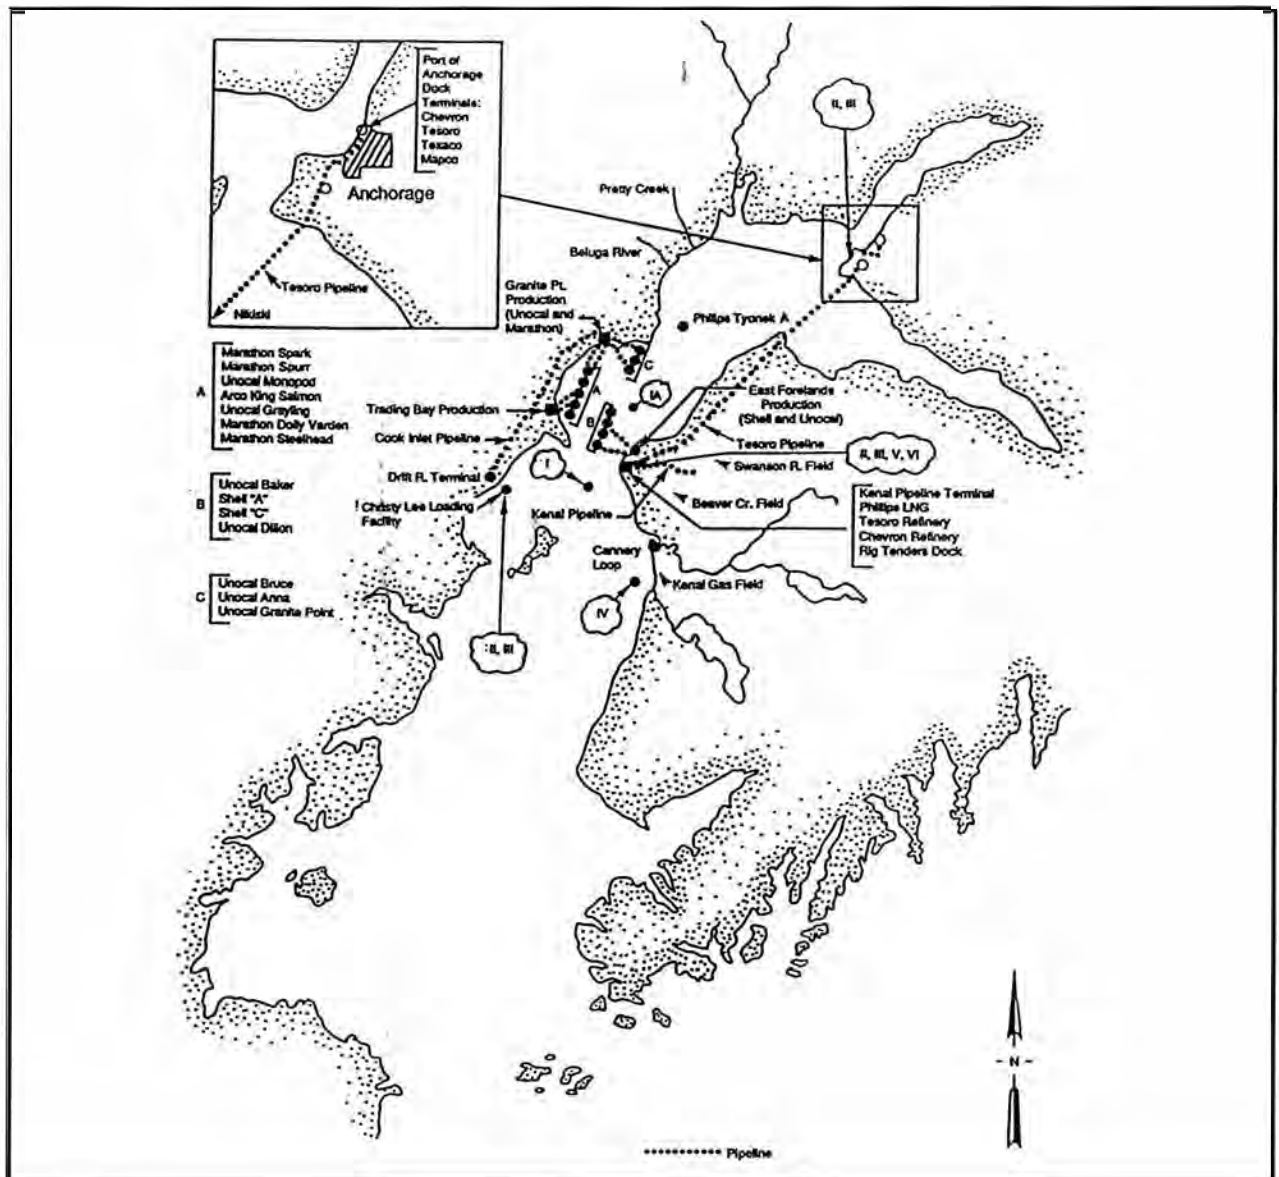 Port of
Anchorage
Dock
Terminals:
Chevron
Tesoro
Texaco
Mapco
Anchorage
Tesoro Pipeline
Nikiski
II, III
Pretty Creek
Beluga River
Granite Pt.
Production
(Unocal and
Marathon)
Phillips Tyonek A
A
Marathon Spark
Marathon Spurr
Unocal Monopod
Arco King Salmon
Unocal Grayling
Marathon Dolly Varden
Marathon Steelhead
C
A
IA
B
Trading Bay Production
East Forelands
Production
(Shell and Unocal)
Cook Inlet Pipeline
Tesoro Pipeline
II, III, V, VI
I
Swanson R. Field
Drift R. Terminal
B
Unocal Baker
Shell "A"
Shell "C"
Unocal Dillon
Christy Lee Loading
Facility
Kenai Pipeline
Beaver Cr. Field
Kenai Pipeline Terminal
Phillips LNG
Tesoro Refinery
Chevron Refinery
Rig Tenders Dock
Cannery
Loop
Kenai Gas Field
C
Unocal Bruce
Unocal Anna
Unocal Granite Point
IV
II, III
N
Pipeline